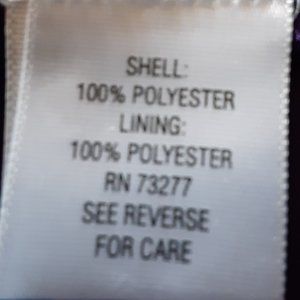 SHELL:
100% POLYESTER
LINING:
100% POLYESTER
RN 73277
SEE REVERSE
FOR CARE